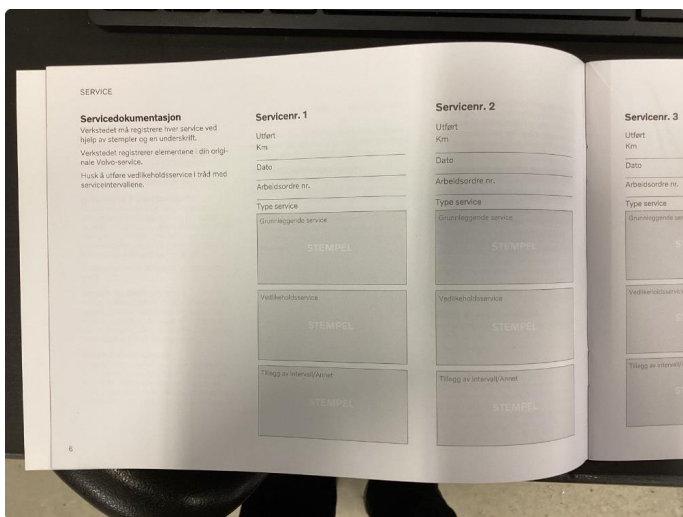 SERVICE
Servicedokumentasjon
Verkstedet må registrere hver service ved
hjelp av stempler og en underskrift.
Verkstedet registrerer elementene i din origi-
nale Volvo-service.
Husk å utføre vedlikeholdsservice i tråd med
serviceintervallene.
6
Servicenr. 1
Utført
Km
Dato
Arbeidsordre nr.
Type service
Grunnleggende service
STEMPEL
Vedlikeholdsservice
STEMPEL
Tillegg av intervall/Annet
STEMPEL
Servicenr. 2
Utført
Km
Dato
Arbeidsordre nr.
Type service
Grunnleggende service
STEMPEL
Vedlikeholdsservice
STEMPEL
Tillegg av intervall/Annet
STEMPEL
Servicenr. 3
Utført
Km
Dato
Arbeidsordre nr.
Type service
Grunnleggende
Vedlikeholdsservice
Tillegg av